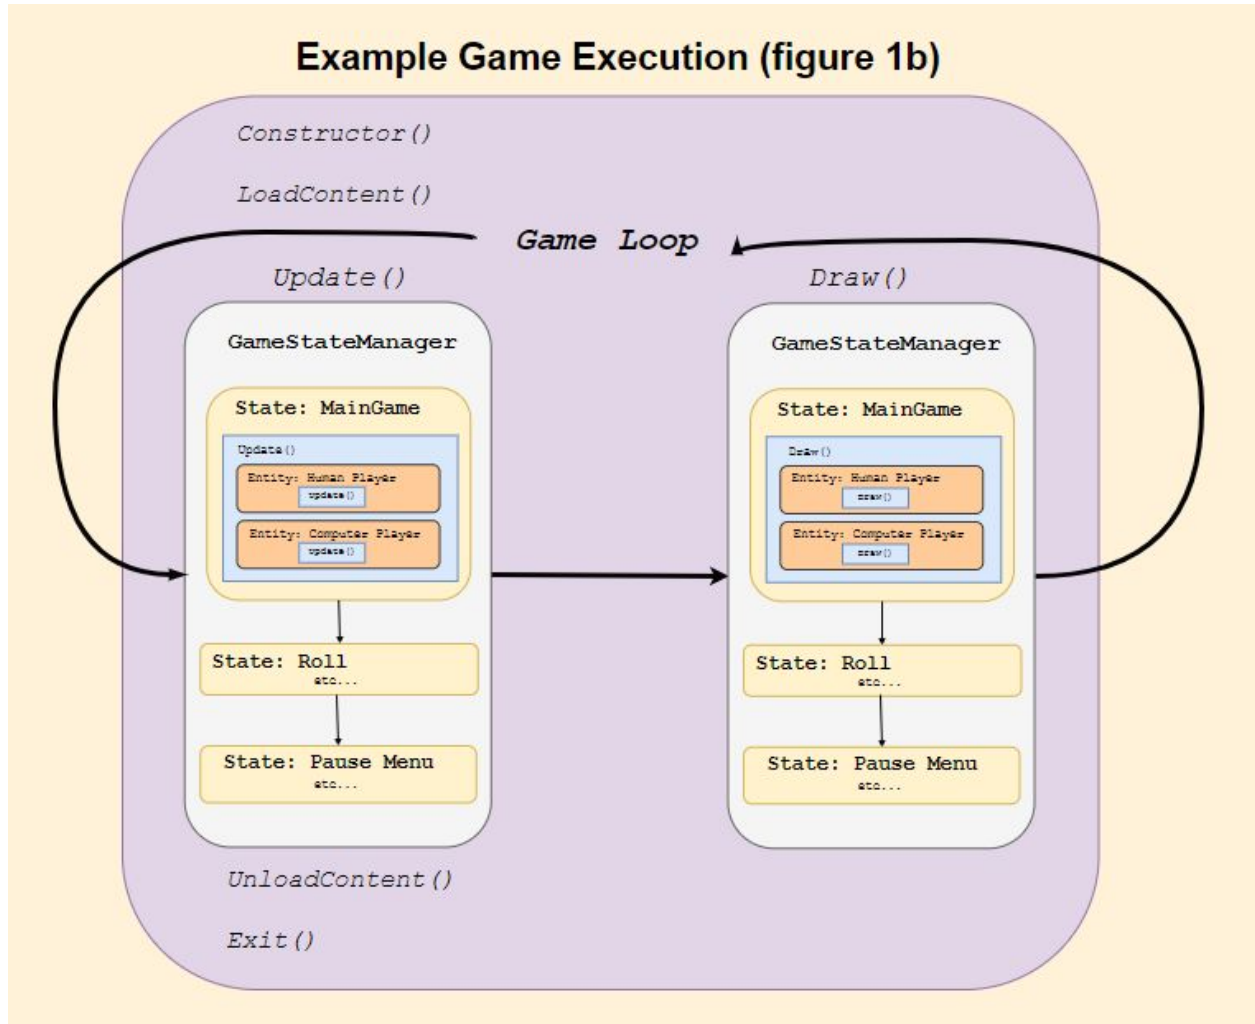 Example Game Execution (figure 1b)
Constructor()
LoadContent()
Game Loop
Update()
GameStateManager
State: MainGame
Update()
Entity: Human Player
update()
Entity: Computer Player
update()
State: Roll
etc...
State: Pause Menu
etc...
Draw()
GameStateManager
State: MainGame
Draw()
Entity: Human Player
draw()
Entity: Computer Player
draw()
State: Roll
etc...
State: Pause Menu
etc...
UnloadContent()
Exit()